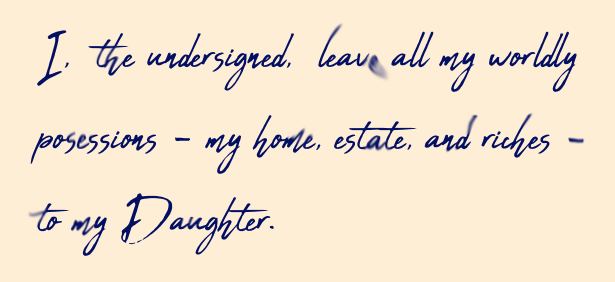 I, the undersigned, leave all my worldly
posessions - my home, estate, and riches -
to my Daughter.